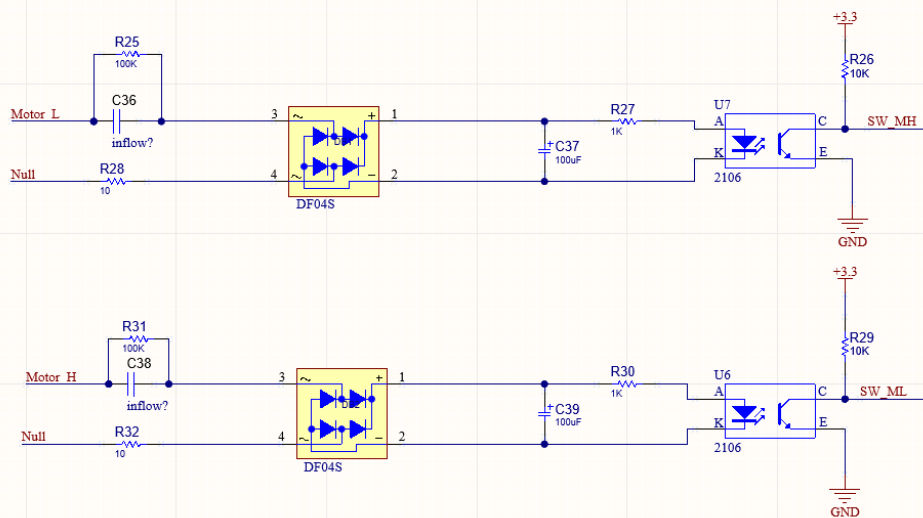 +3.3
R25
100K
R26
10K
C36
R27
1K
U7
Motor L
3
~
+
1
A
C
SW_MH
inflow?
C37
100uF
Null
R28
10
4
~
−
2
K
E
DF04S
2106
GND
+3.3
R31
100K
R29
10K
C38
R30
1K
U6
Motor H
3
~
+
1
A
C
SW_ML
inflow?
C39
100uF
Null
R32
10
4
~
−
2
K
E
DF04S
2106
GND